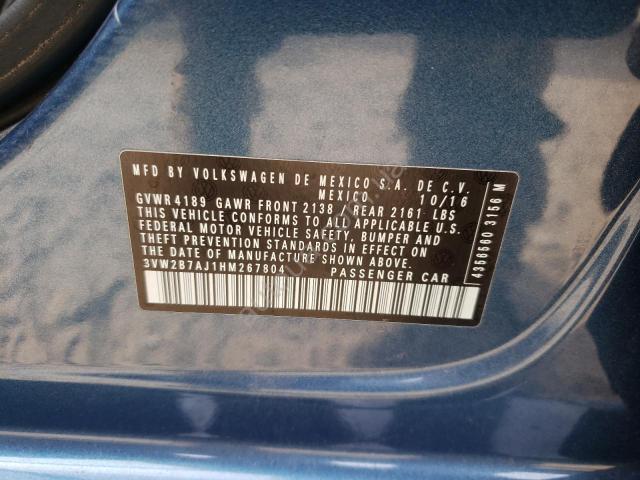 MFD BY VOLKSWAGEN DE MEXICO S.A. DE C.V.
MEXICO 10/16
GVWR 4189 GAWR FRONT 2138 / REAR 2161 LBS
THIS VEHICLE CONFORMS TO ALL APPLICABLE U.S.
FEDERAL MOTOR VEHICLE SAFETY, BUMPER AND
THEFT PREVENTION STANDARDS IN EFFECT ON
THE DATE OF MANUFACTURE SHOWN ABOVE.
3VW2B7AJ1HM267804 PASSENGER CAR
4356560 3156 M